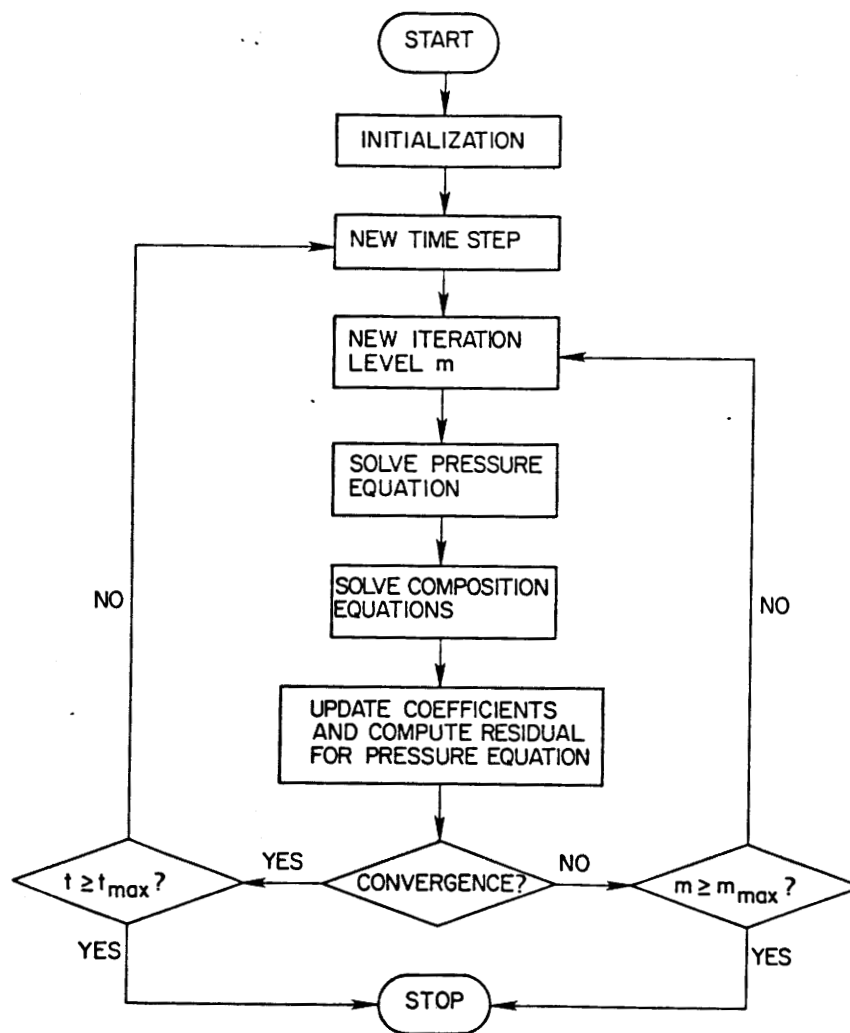 START
INITIALIZATION
NEW TIME STEP
NEW ITERATION
LEVEL m
SOLVE PRESSURE
EQUATION
NO
SOLVE COMPOSITION
EQUATIONS
NO
UPDATE COEFFICIENTS
AND COMPUTE RESIDUAL
FOR PRESSURE EQUATION
t ≥ tmax?
YES
CONVERGENCE?
NO
m ≥ mmax?
YES
STOP
YES